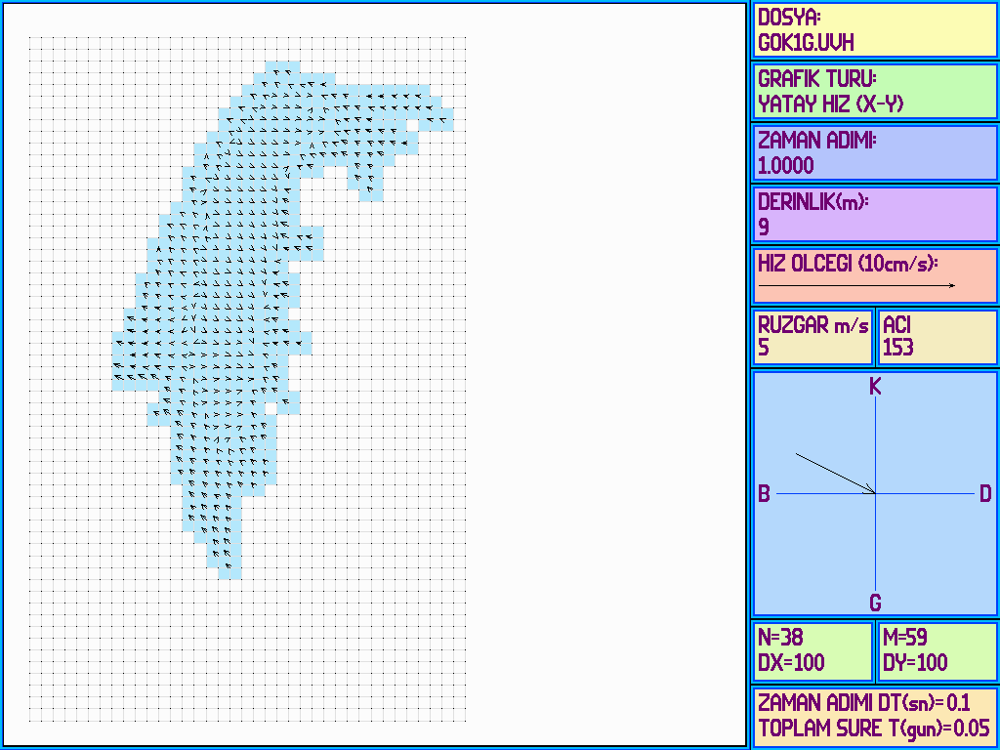 DOSYA:
GOK1G.UVH
GRAFIK TURU:
YATAY HIZ (X-Y)
ZAMAN ADIMI:
1.0000
DERINLIK(m):
9
HIZ OLCEGI (10cm/s):
RUZGAR m/s
5
ACI
153
K
B
D
G
N=38
DX=100
M=59
DY=100
ZAMAN ADIMI DT(sn)=0.1
TOPLAM SURE T(gun)=0.05